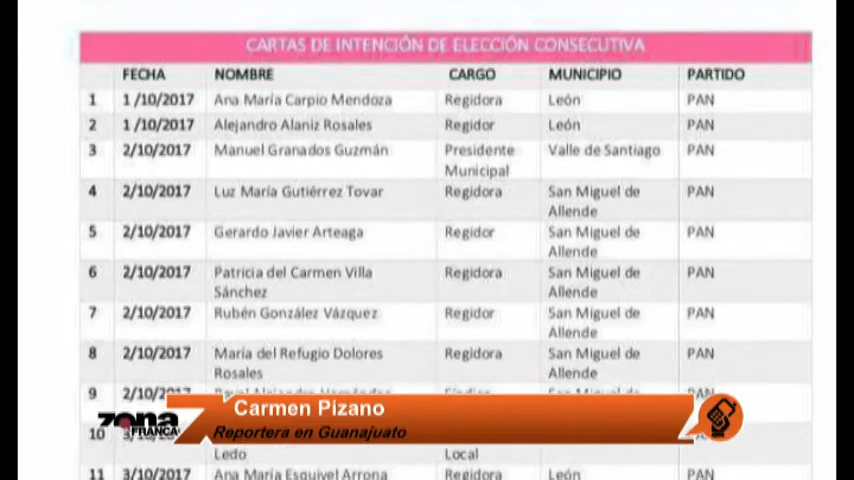 CARTAS DE INTENCIÓN DE ELECCIÓN CONSECUTIVA
FECHA NOMBRE CARGO MUNICIPIO PARTIDO
1 1 /10/2017 Ana María Carpio Mendoza Regidora León PAN
2 1/10/2017 Alejandro Alaniz Rosales Regidor León PAN
3 2/10/2017 Manuel Granados Guzmán Presidente Valle de Santiago PAN
Municipal
4 2/10/2017 Luz María Gutiérrez Tovar Regidora San Miguel de PAN
Allende
5 2/10/2017 Gerardo Javier Arteaga Regidor San Miguel de PAN
Allende
6 2/10/2017 Patricia del Carmen Villa Regidora San Miguel de PAN
Sánchez Allende
7 2/10/2017 Rubén González Vázquez Regidor San Miguel de PAN
Allende
8 2/10/2017 María del Refugio Dolores Regidora San Miguel de PAN
Rosales Allende
9 San Miguel de PAN
Carmen Pizano
ZONA FRANCA
Reportera en Guanajuato
10
Ledo Local
11 3/10/2017 Ana María Esquivel Arrona Regidora León PAN